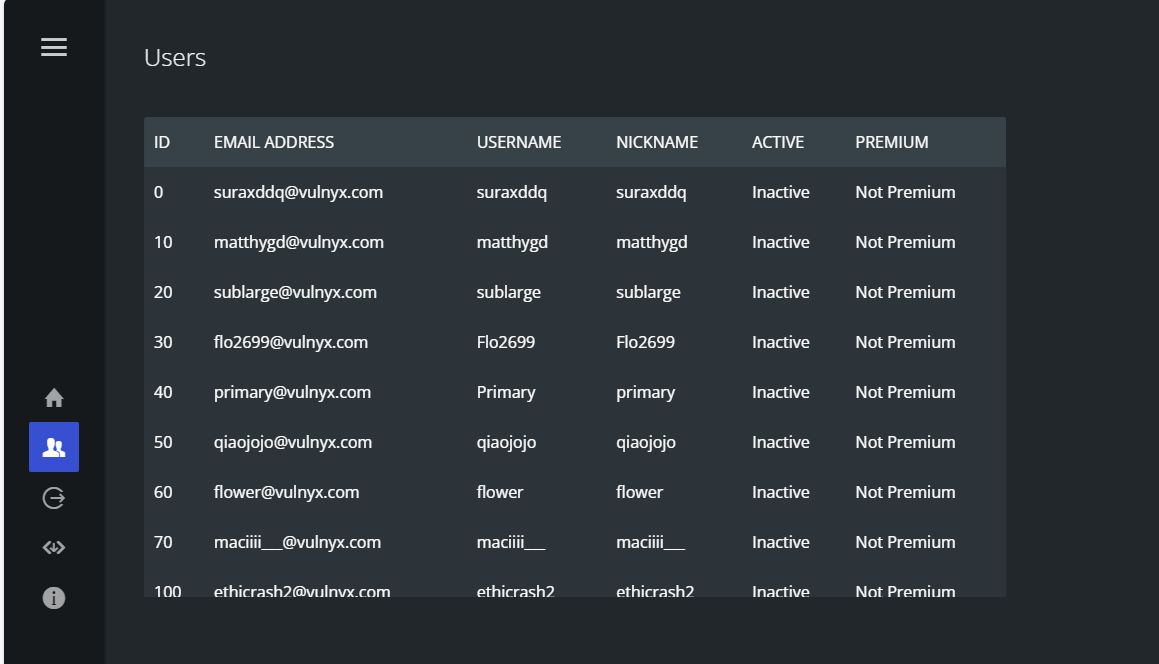 Users
ID EMAIL ADDRESS USERNAME NICKNAME ACTIVE PREMIUM
0 suraxddq@vulnyx.com suraxddq suraxddq Inactive Not Premium
10 matthygd@vulnyx.com matthygd matthygd Inactive Not Premium
20 sublarge@vulnyx.com sublarge sublarge Inactive Not Premium
30 flo2699@vulnyx.com Flo2699 Flo2699 Inactive Not Premium
40 primary@vulnyx.com Primary primary Inactive Not Premium
50 qiaojojo@vulnyx.com qiaojojo qiaojojo Inactive Not Premium
60 flower@vulnyx.com flower flower Inactive Not Premium
70 maciiii___@vulnyx.com maciiii___ maciiii___ Inactive Not Premium
100 ethicrash2@vulnyx.com ethicrash2 ethicrash2 Inactive Not Premium